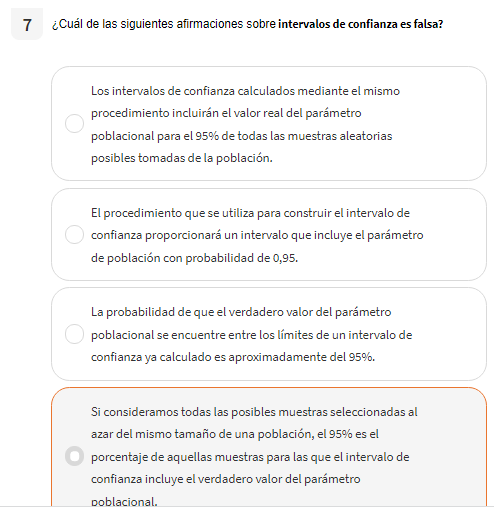 7 ¿Cuál de las siguientes afirmaciones sobre intervalos de confianza es falsa?
Los intervalos de confianza calculados mediante el mismo
procedimiento incluirán el valor real del parámetro
poblacional para el 95% de todas las muestras aleatorias
posibles tomadas de la población.
El procedimiento que se utiliza para construir el intervalo de
confianza proporcionará un intervalo que incluye el parámetro
de población con probabilidad de 0,95.
La probabilidad de que el verdadero valor del parámetro
poblacional se encuentre entre los límites de un intervalo de
confianza ya calculado es aproximadamente del 95%.
Si consideramos todas las posibles muestras seleccionadas al
azar del mismo tamaño de una población, el 95% es el
porcentaje de aquellas muestras para las que el intervalo de
confianza incluye el verdadero valor del parámetro
poblacional.